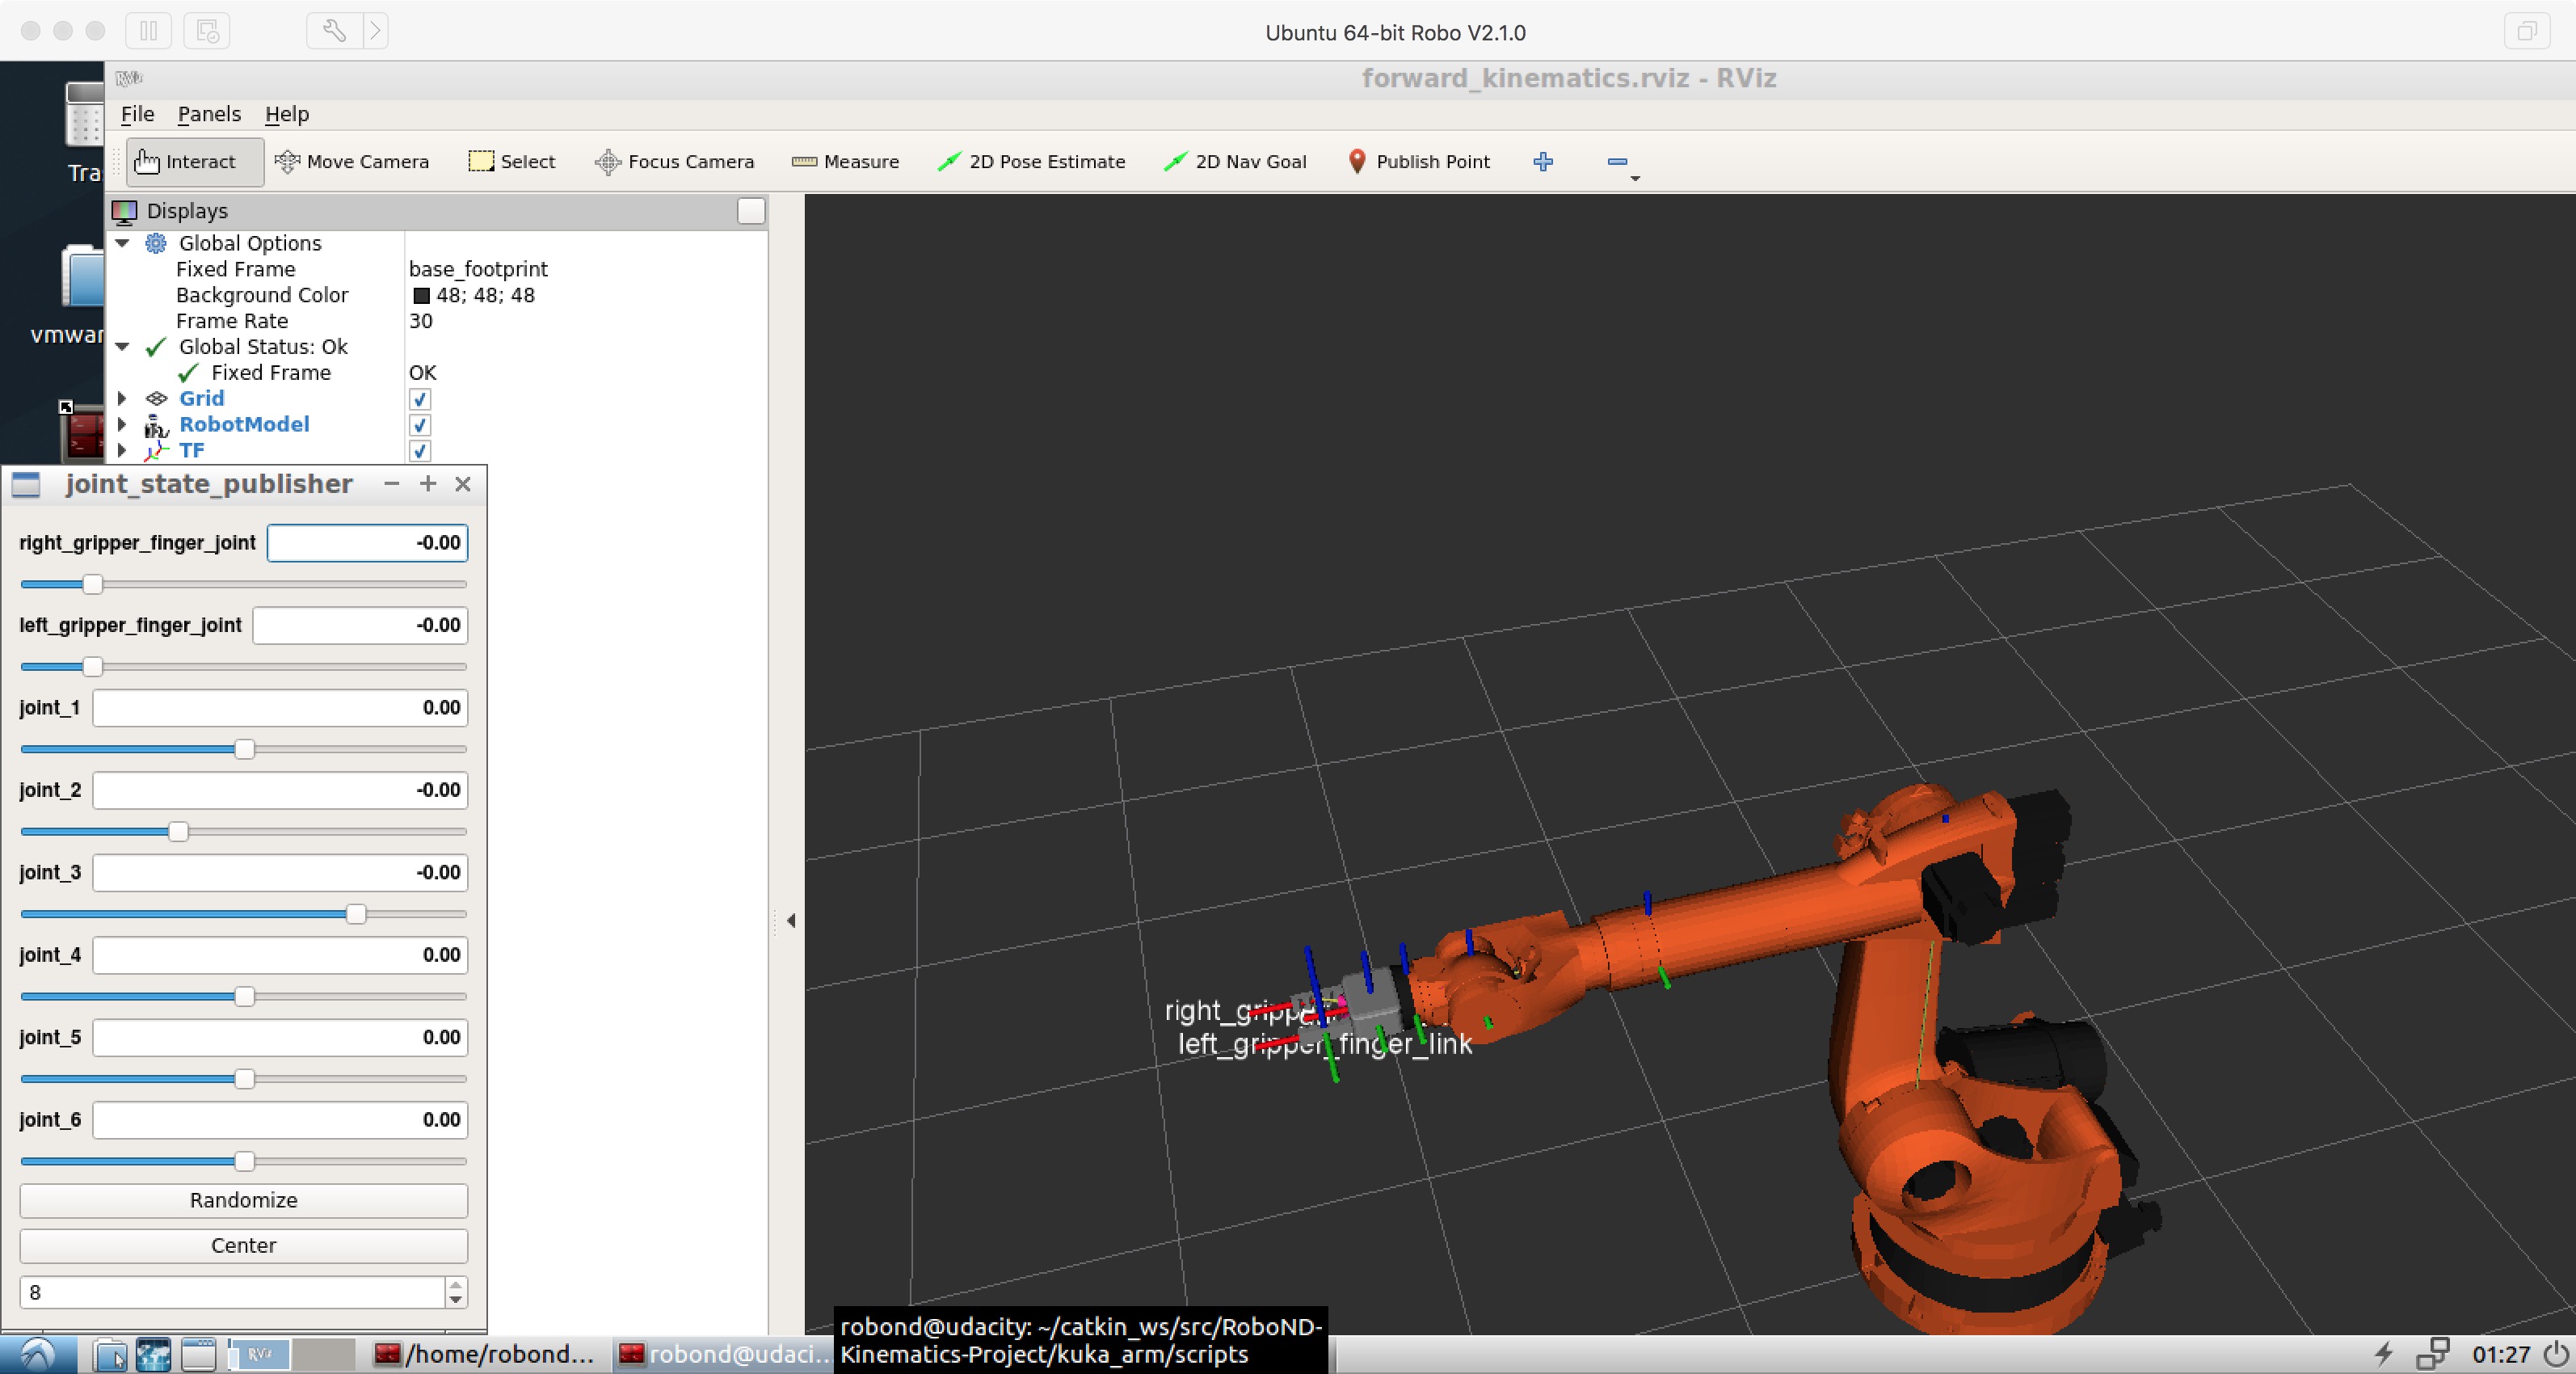 Ubuntu 64-bit Robo V2.1.0
RViz
forward_kinematics.rviz - RViz
File Panels Help
Interact Move Camera Select Focus Camera Measure 2D Pose Estimate 2D Nav Goal Publish Point
Tra
vmwar
Displays
Global Options
Fixed Frame base_footprint
Background Color 48; 48; 48
Frame Rate 30
Global Status: Ok
Fixed Frame OK
Grid
RobotModel
TF
joint_state_publisher
right_gripper_finger_joint -0.00
left_gripper_finger_joint -0.00
joint_1 0.00
joint_2 -0.00
joint_3 -0.00
joint_4 0.00
joint_5 0.00
joint_6 0.00
Randomize
Center
8
right_gripper
left_gripper_finger_link
robond@udacity: ~/catkin_ws/src/RoboND-
Kinematics-Project/kuka_arm/scripts
RViz
/home/robond...
robond@udaci...
01:27